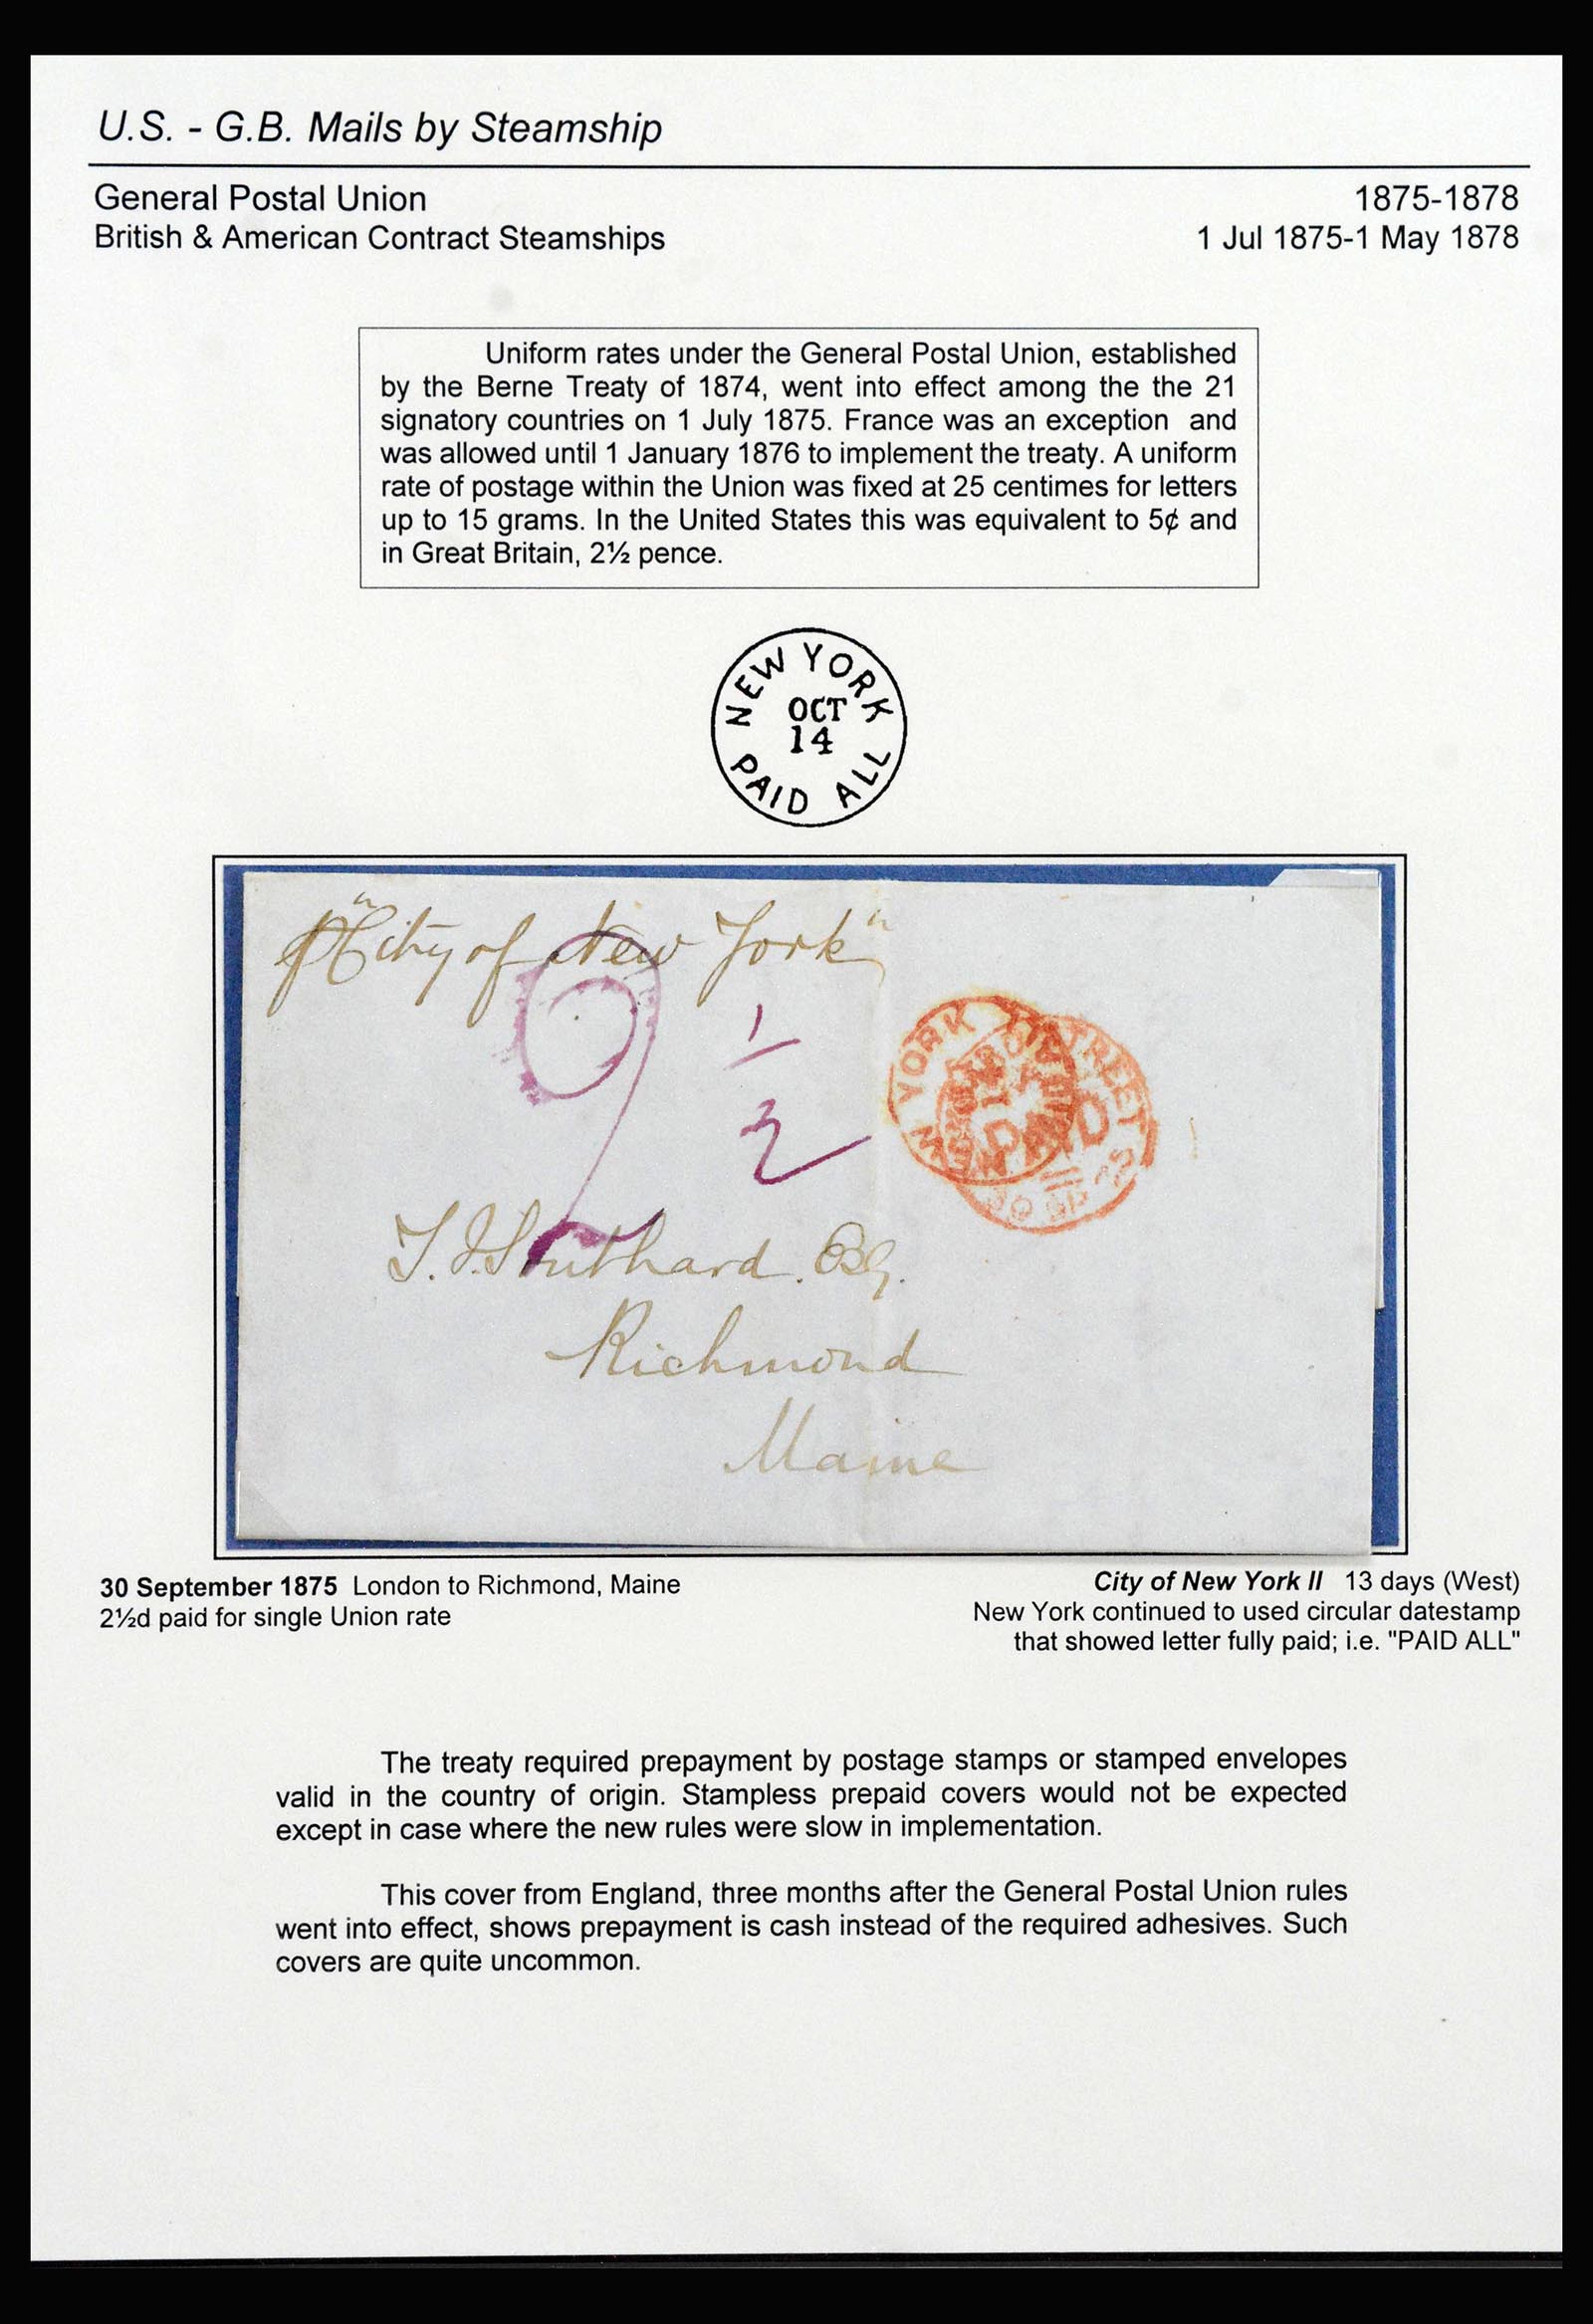 U.S. - G.B. Mails by Steamship
General Postal Union
1875-1878
British & American Contract Steamships
1 Jul 1875-1 May 1878
Uniform rates under the General Postal Union, established
by the Berne Treaty of 1874, went into effect among the the 21
signatory countries on 1 July 1875. France was an exception and
was allowed until 1 January 1876 to implement the treaty. A uniform
rate of postage within the Union was fixed at 25 centimes for letters
up to 15 grams. In the United States this was equivalent to 5¢ and
in Great Britain, 2½ pence.
NEW YORK
OCT
14
PAID ALL
"City of New York"
1/2
NEW YORK
PAID
T. J. Southard. Esq.
Richmond
Maine
30 September 1875 London to Richmond, Maine
2½d paid for single Union rate
City of New York II 13 days (West)
New York continued to used circular datestamp
that showed letter fully paid; i.e. "PAID ALL"
The treaty required prepayment by postage stamps or stamped envelopes
valid in the country of origin. Stampless prepaid covers would not be expected
except in case where the new rules were slow in implementation.
This cover from England, three months after the General Postal Union rules
went into effect, shows prepayment is cash instead of the required adhesives. Such
covers are quite uncommon.